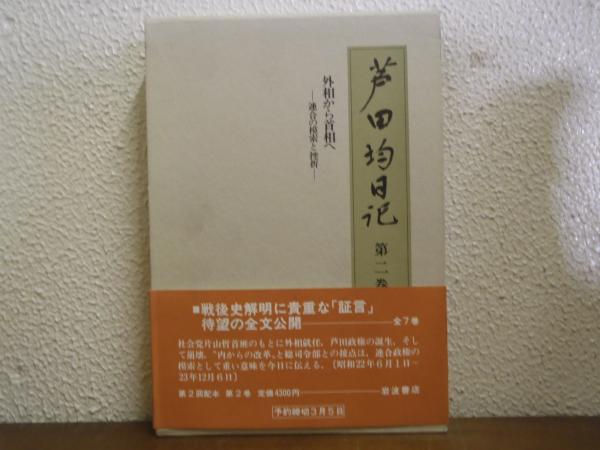 芦田均日記 第二巻
外相から首相へ
―連合の模索と挫折―
■戦後史解明に貴重な「証言」
待望の全文公開――全7巻
社会党片山哲首班のもとに外相就任、芦田政権の誕生、そし
て崩壊。〝内からの改革〟と総司令部との接点は、連合政権の
模索として重い意味を今日に伝える。〔昭和22年6月1日～
23年12月6日〕
第2回配本 第2巻 定価4300円――岩波書店
予約締切3月5日